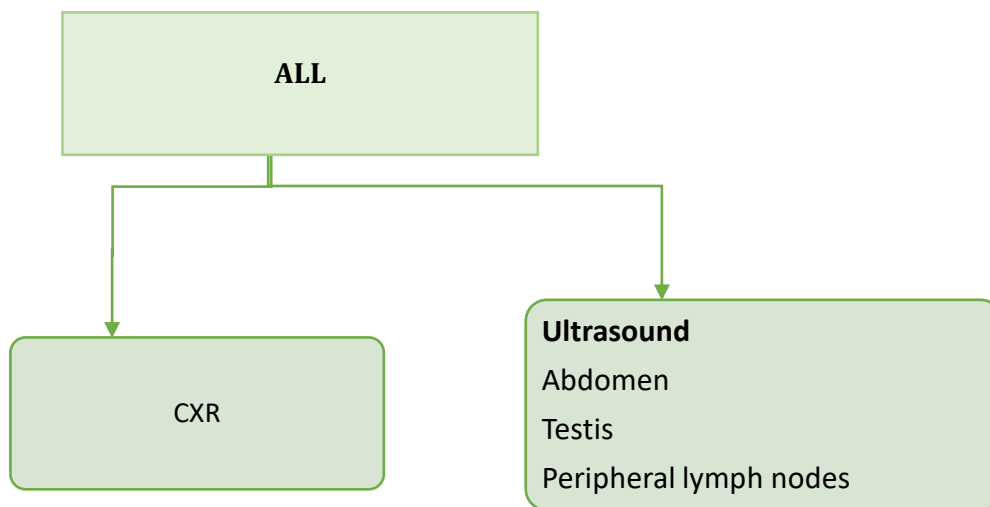 ALL
CXR
Ultrasound
Abdomen
Testis
Peripheral lymph nodes